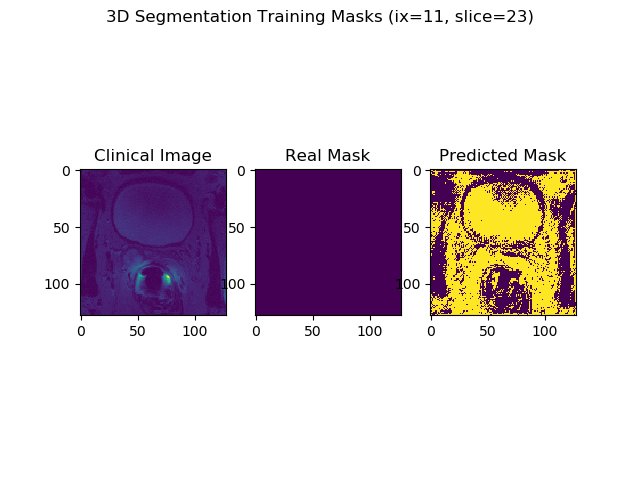 3D Segmentation Training Masks (ix=11, slice=23)
Clinical Image Real Mask Predicted Mask
0 0 0
50 50 50
100 100 100
0 50 100 0 50 100 0 50 100